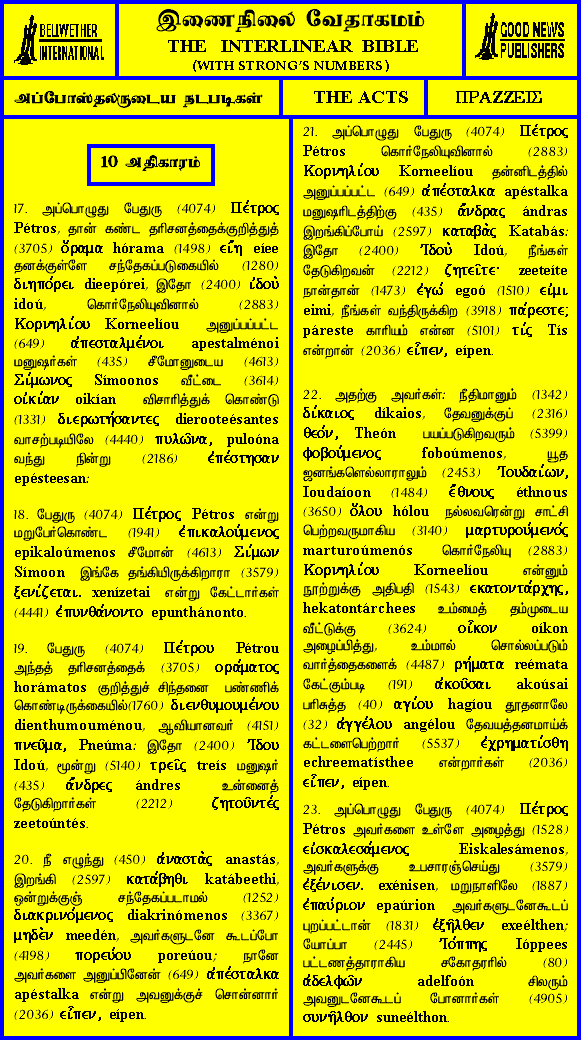 BELLWETHER
INTERNATIONAL
இணைநிலை வேதாகமம்
THE INTERLINEAR BIBLE
(WITH STRONG'S NUMBERS)
GOOD NEWS
PUBLISHERS
அப்போஸ்தலருடைய நடபடிகள்
THE ACTS
ΠΡΑΖΖΕΙΣ
10 அதிகாரம்
17. அப்பொழுது பேதுரு (4074) Πέτρος
Pétros, தான் கண்ட தரிசனத்தைக்குறித்துத்
(3705) ὅραμα hórama (1498) εἴη eíee
தனக்குள்ளே சந்தேகப்படுகையில் (1280)
διηπόρει dieepórei, இதோ (2400) ἰδοὺ
idoú, கொர்நேலியுவினால் (2883)
Κορνηλίου Korneelíou அனுப்பப்பட்ட
(649) ἀπεσταλμένοι apestalménoi
மனுஷர்கள் (435) சீமோனுடைய (4613)
Σίμωνος Símoonos வீட்டை (3614)
οἰκίαν oikían விசாரித்துக் கொண்டு
(1331) διερωτήσαντες dierooteésantes
வாசற்படியிலே (4440) πυλῶνα, puloóna
வந்து நின்று (2186) ἐπέστησαν
epésteesan:
18. பேதுரு (4074) Πέτρος Pétros என்று
மறுபேர்கொண்ட (1941) ἐπικαλούμενος
epikaloúmenos சீமோன் (4613) Σίμων
Símoon இங்கே தங்கியிருக்கிறாரா (3579)
ξενίζεται. xenízetai என்று கேட்டார்கள்
(4441) ἐπυνθάνοντο epunthánonto.
19. பேதுரு (4074) Πέτρου Pétrou
அந்தத் தரிசனத்தைக் (3705) οράματος
horámatos குறித்துச் சிந்தனை பண்ணிக்
கொண்டிருக்கையில்(1760) διενθυμουμένου
dienthumouménou, ஆவியானவர் (4151)
πνεῦμα, Pneúma: இதோ (2400) Ἰδου
Idoú, மூன்று (5140) τρεῖς treís மனுஷர்
(435) ἄνδρες ándres உன்னைத்
தேடுகிறார்கள் (2212) ζητοῦντές
zeetoúntés.
20. நீ எழுந்து (450) ἀναστὰς anastás,
இறங்கி (2597) κατάβηθι katábeethi,
ஒன்றுக்குஞ் சந்தேகப்படாமல் (1252)
διακρινόμενος diakrinómenos (3367)
μηδὲν meedén, அவர்களுடனே கூடப்போ
(4198) πορεύου poreúou; நானே
அவர்களை அனுப்பினேன் (649) ἀπέσταλκα
apéstalka என்று அவனுக்குச் சொன்னார்
(2036) εἶπεν, eípen.
21. அப்பொழுது பேதுரு (4074) Πέτρος
Pétros கொர்நேலியுவினால் (2883)
Κορνηλίου Korneelíou தன்னிடத்தில்
அனுப்பப்பட்ட (649) ἀπέσταλκα apéstalka
மனுஷரிடத்திற்கு (435) ἄνδρας ándras
இறங்கிப்போய் (2597) καταβὰς Katabás:
இதோ (2400) Ἰδοὺ Idoú, நீங்கள்
தேடுகிறவன் (2212) ζητεῖτε· zeeteíte
நான்தான் (1473) ἐγώ egoó (1510) εἰμι
eimi, நீங்கள் வந்திருக்கிற (3918) πάρεστε;
páreste காரியம் என்ன (5101) τίς Tís
என்றான் (2036) εἶπεν, eípen.
22. அதற்கு அவர்கள்: நீதிமானும் (1342)
δίκαιος díkaios, தேவனுக்குப் (2316)
θεόν, Theón பயப்படுகிறவரும் (5399)
φοβούμενος foboúmenos, யூத
ஜனங்களெல்லாராலும் (2453) Ἰουδαίων,
Ioudaíoon (1484) ἔθνους éthnous
(3650) ὅλου hólou நல்லவரென்று சாட்சி
பெற்றவருமாகிய (3140) μαρτυρούμενός
marturoúmenós கொர்நேலியு (2883)
Κορνηλίου Korneelíou என்னும்
நூற்றுக்கு அதிபதி (1543) εκατοντάρχης,
hekatontárchees உம்மைத் தம்முடைய
வீட்டுக்கு (3624) οἶκον oíkon
அழைப்பித்து, உம்மால் சொல்லப்படும்
வார்த்தைகளைக் (4487) ρήματα reémata
கேட்கும்படி (191) ἀκοῦσαι akoúsai
பரிசுத்த (40) αγίου hagíou தூதனாலே
(32) ἀγγέλου angélou தேவயத்தனமாய்க்
கட்டளைபெற்றார் (5537) ἐχρηματίσθη
echreematísthee என்றார்கள் (2036)
εἶπεν, eípen.
23. அப்பொழுது பேதுரு (4074) Πέτρος
Pétros அவர்களை உள்ளே அழைத்து (1528)
εἰσκαλεσάμενος Eiskalesámenos,
அவர்களுக்கு உபசாரஞ்செய்து (3579)
ἐξένισεν. exénisen, மறுநாளிலே (1887)
ἐπαύριον epaúrion அவர்களுடனேகூடப்
புறப்பட்டான் (1831) ἐξῆλθεν exeélthen;
யோப்பா (2445) Ἰόππης Ióppees
பட்டணத்தாராகிய சகோதரரில் (80)
ἀδελφῶν adelfoón சிலரும்
அவனுடனேகூடப் போனார்கள் (4905)
συνῆλθον suneélthon.